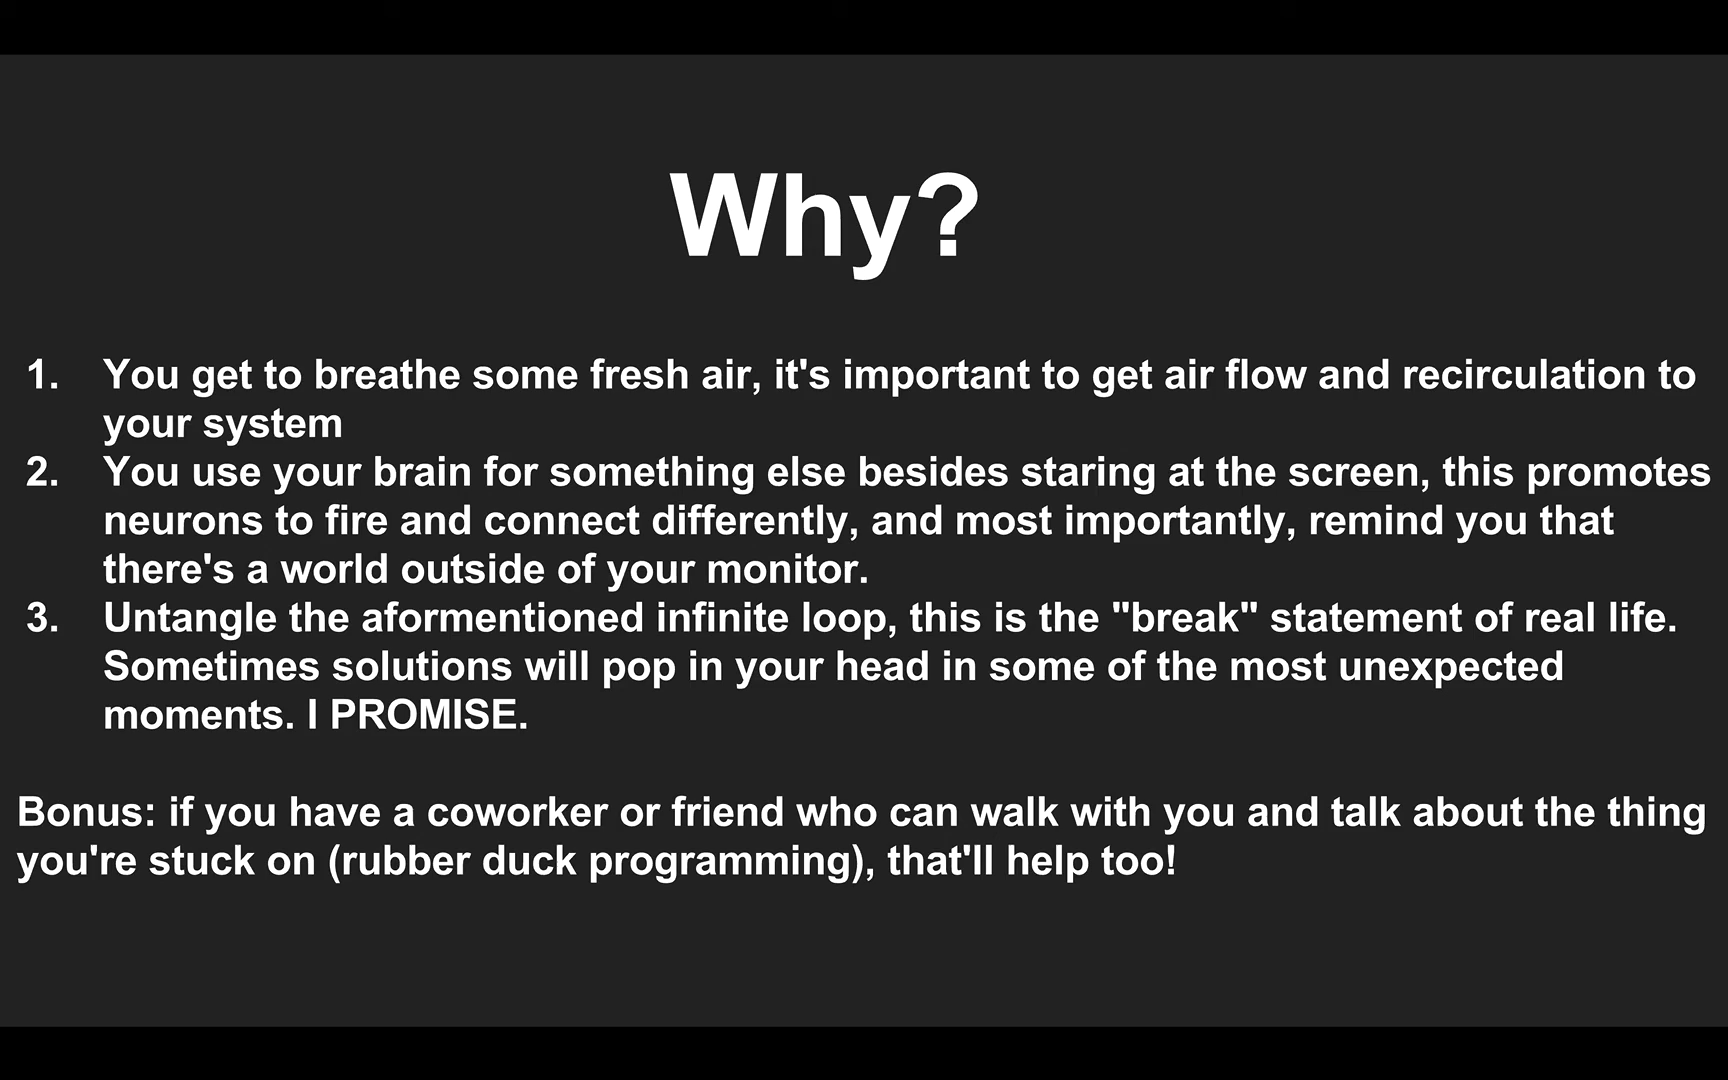 Why?
1. You get to breathe some fresh air, it's important to get air flow and recirculation to
your system
2. You use your brain for something else besides staring at the screen, this promotes
neurons to fire and connect differently, and most importantly, remind you that
there's a world outside of your monitor.
3. Untangle the aformentioned infinite loop, this is the "break" statement of real life.
Sometimes solutions will pop in your head in some of the most unexpected
moments. I PROMISE.
Bonus: if you have a coworker or friend who can walk with you and talk about the thing
you're stuck on (rubber duck programming), that'll help too!